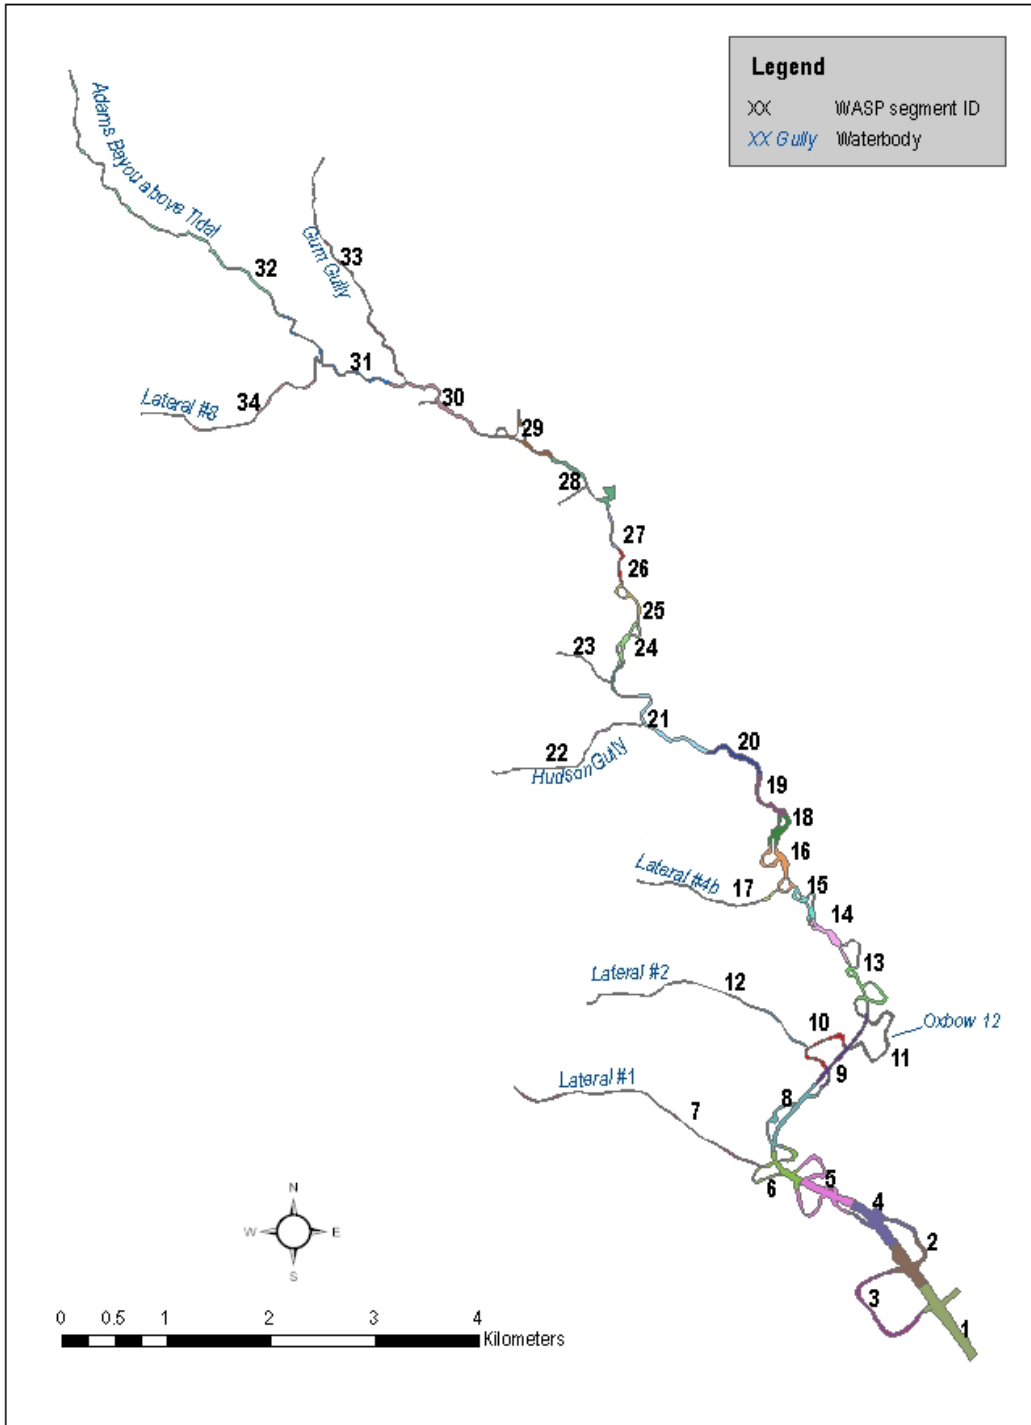 Legend
XX WASP segment ID
XX Gully Waterbody
Adams Bayou above Tidal
Gum Gully
33
32
31
30
Lateral #8
34
29
28
27
26
25
24
23
21
22
Hudson Gully
20
19
18
16
Lateral #4b
17
15
14
13
Lateral #2
12
10
Oxbow 12
11
9
Lateral #1
8
7
6
5
4
2
3
1
N
W E
S
0 0.5 1 2 3 4
Kilometers